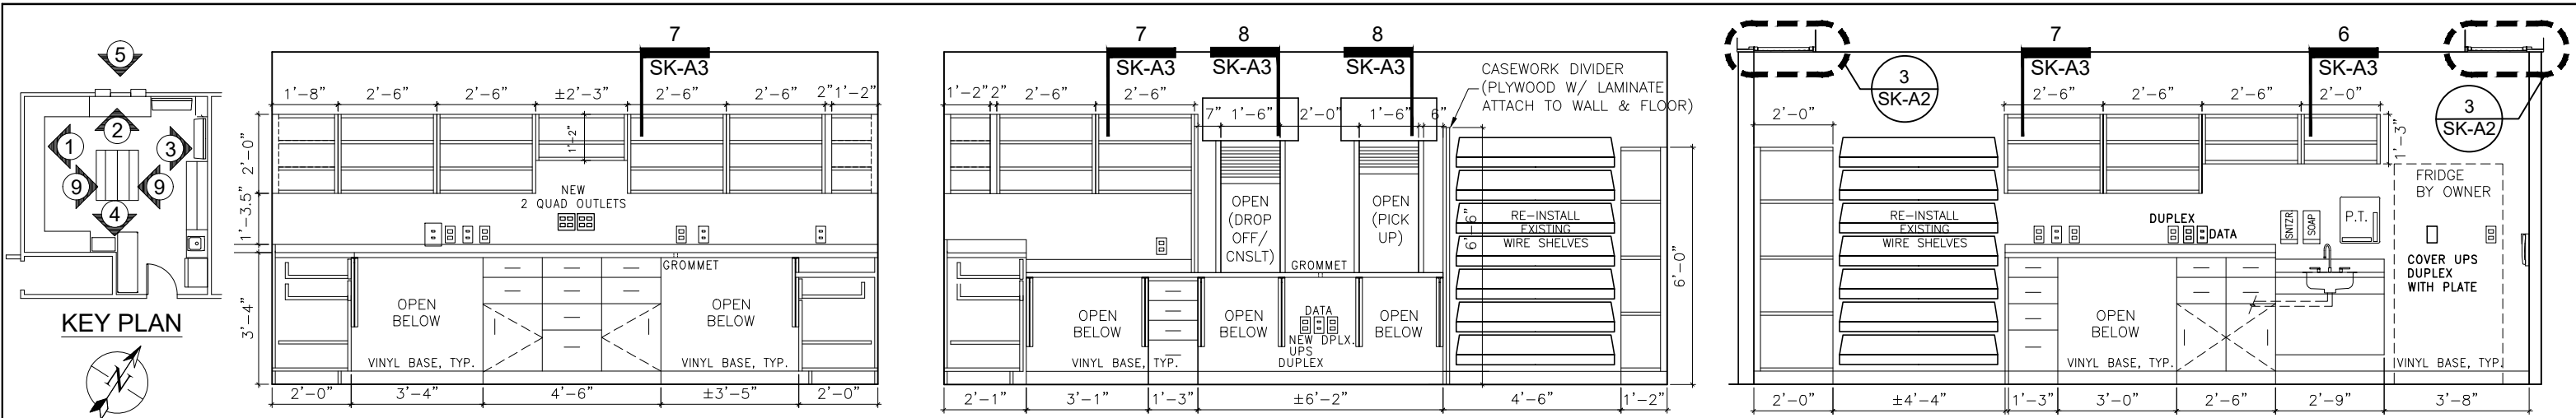 5
2
1
3
9
9
4
KEY PLAN
N
7
SK-A3
1'-8"
2'-6"
2'-6"
±2'-3"
2'-6"
2'-6"
2"
1'-2"
2'-0"
1'-2"
1'-3.5"
3'-4"
NEW
2 QUAD OUTLETS
GROMMET
OPEN
BELOW
OPEN
BELOW
VINYL BASE, TYP.
VINYL BASE, TYP.
2'-0"
3'-4"
4'-6"
±3'-5"
2'-0"
7
SK-A3
8
SK-A3
8
SK-A3
CASEWORK DIVIDER
(PLYWOOD W/ LAMINATE
ATTACH TO WALL & FLOOR)
1'-2"
2"
2'-6"
2'-6"
7"
1'-6"
2'-0"
1'-6"
6"
OPEN
(DROP
OFF/
CNSLT)
OPEN
(PICK
UP)
GROMMET
RE-INSTALL
EXISTING
WIRE SHELVES
6'-6"
6'-0"
OPEN
BELOW
OPEN
BELOW
DATA
OPEN
BELOW
NEW DPLX.
UPS
DUPLEX
VINYL BASE, TYP.
2'-1"
3'-1"
1'-3"
±6'-2"
4'-6"
1'-2"
3
SK-A2
7
SK-A3
6
SK-A3
3
SK-A2
2'-0"
2'-6"
2'-6"
2'-6"
2'-0"
1'-3"
FRIDGE
BY OWNER
RE-INSTALL
EXISTING
WIRE SHELVES
DUPLEX
DATA
SNTZR
SOAP
P.T.
COVER UPS
DUPLEX
WITH PLATE
OPEN
BELOW
VINYL BASE, TYP.
VINYL BASE, TYP.
2'-0"
±4'-4"
1'-3"
3'-0"
2'-6"
2'-9"
3'-8"